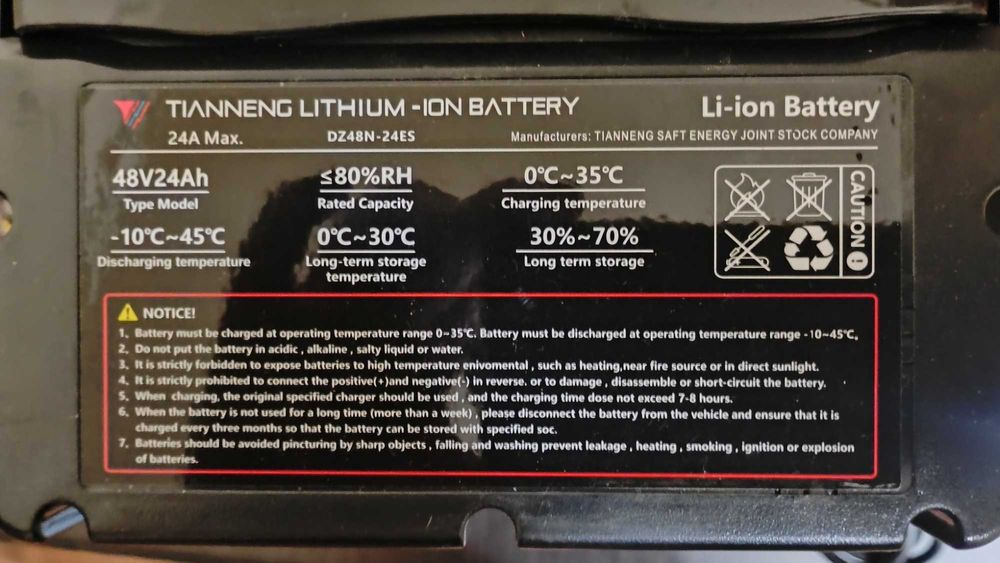 TIANNENG LITHIUM -ION BATTERY
Li-ion Battery
24A Max.
DZ48N-24ES
Manufacturers: TIANNENG SAFT ENERGY JOINT STOCK COMPANY
48V24Ah
Type Model
≤80%RH
Rated Capacity
0℃~35℃
Charging temperature
-10℃~45℃
Discharging temperature
0℃~30℃
Long-term storage
temperature
30%~70%
Long term storage
CAUTION !
NOTICE!
1、Battery must be charged at operating temperature range 0~35℃. Battery must be discharged at operating temperature range -10~45℃。
2、Do not put the battery in acidic , alkaline , salty liquid or water.
3、It is strictly forbidden to expose batteries to high temperature enivomental , such as heating,near fire source or in direct sunlight.
4、It is strictly prohibited to connect the positive(+)and negative(-) in reverse. or to damage , disassemble or short-circuit the battery.
5、When charging, the original specified charger should be used , and the charging time dose not exceed 7-8 hours.
6、When the battery is not used for a long time (more than a week) , please disconnect the battery from the vehicle and ensure that it is
charged every three months so that the battery can be stored with specified soc.
7、Batteries should be avoided pincturing by sharp objects , falling and washing prevent leakage , heating , smoking , ignition or explosion
of batteries.